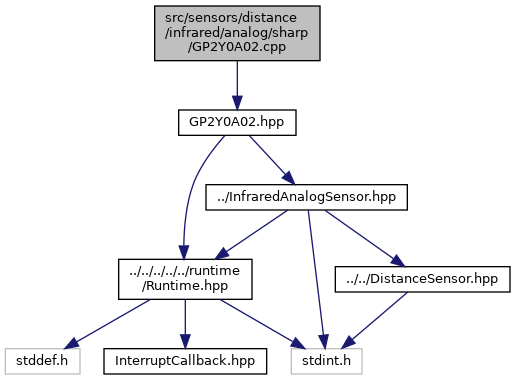 src/sensors/distance
/infrared/analog/sharp
/GP2Y0A02.cpp
GP2Y0A02.hpp
../InfraredAnalogSensor.hpp
../../../../../runtime
/Runtime.hpp
../../DistanceSensor.hpp
stddef.h
InterruptCallback.hpp
stdint.h